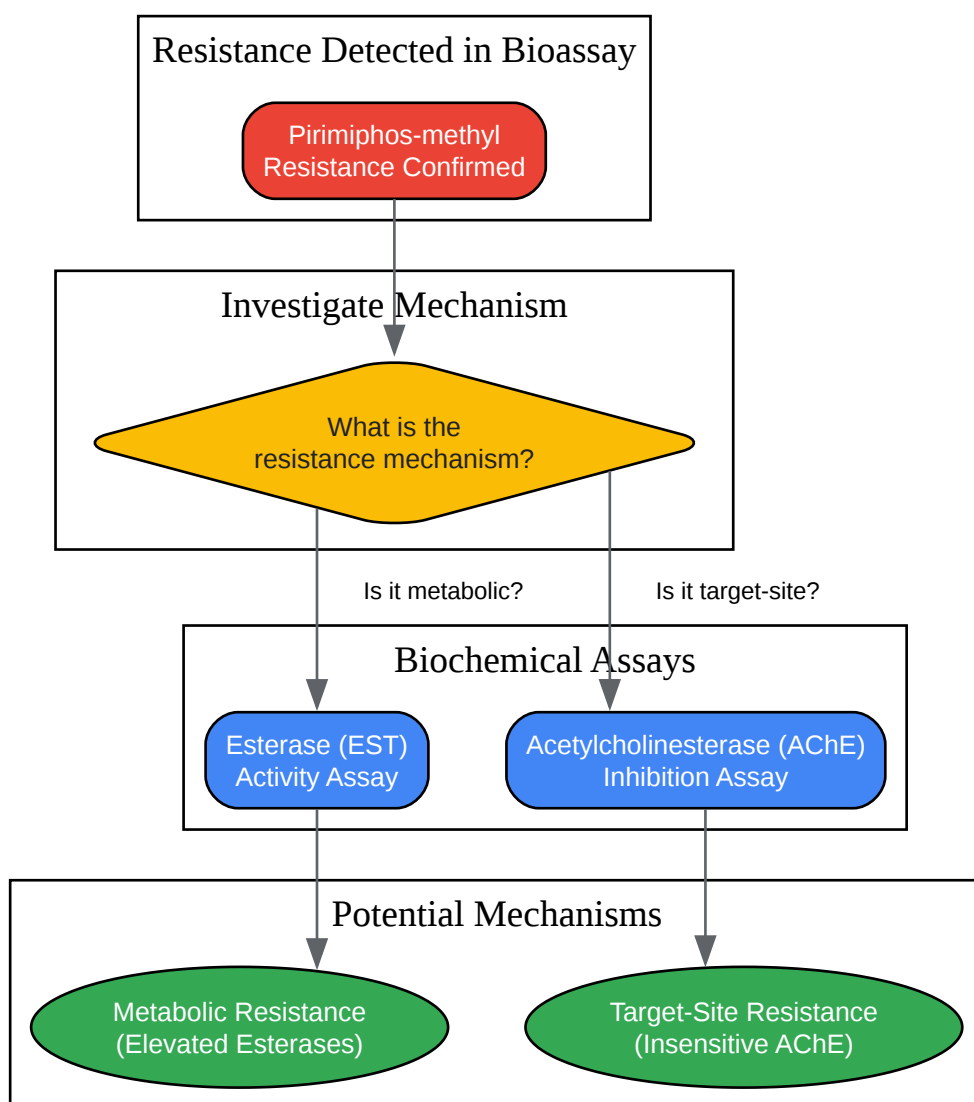 Resistance Detected in Bioassay
Pirimiphos-methyl
Resistance Confirmed
Investigate Mechanism
What is the
resistance mechanism?
Is it metabolic?
Is it target-site?
Biochemical Assays
Esterase (EST)
Activity Assay
Acetylcholinesterase (AChE)
Inhibition Assay
Potential Mechanisms
Metabolic Resistance
(Elevated Esterases)
Target-Site Resistance
(Insensitive AChE)